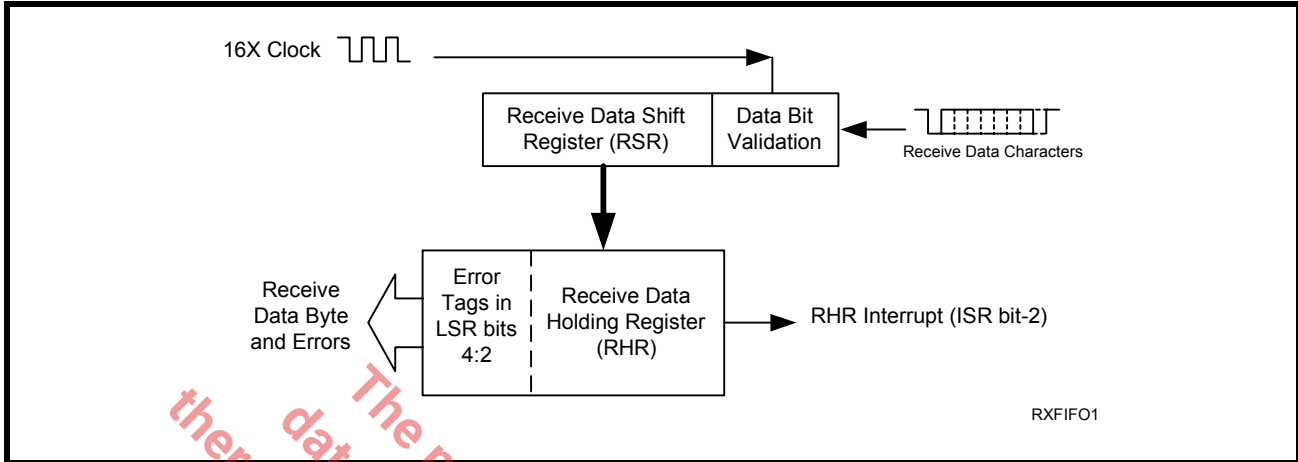 16X Clock
Receive Data Shift
Register (RSR)
Data Bit
Validation
Receive Data Characters
Receive
Data Byte
and Errors
Error
Tags in
LSR bits
4:2
Receive Data
Holding Register
(RHR)
RHR Interrupt (ISR bit-2)
RXFIFO1
The